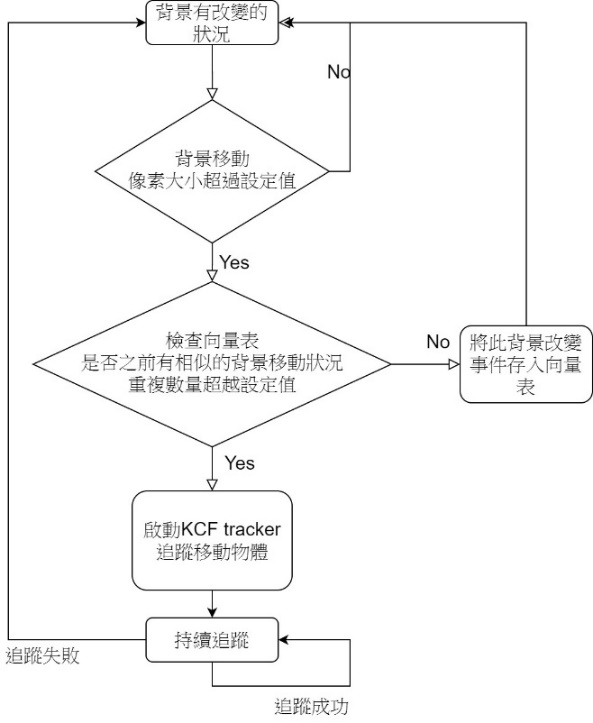 背景有改變的
狀況
No
背景移動
像素大小超過設定值
Yes
檢查向量表
是否之前有相似的背景移動狀況
重複數量超越設定值
No
將此背景改變
事件存入向量
表
Yes
啟動KCF tracker
追蹤移動物體
持續追蹤
追蹤失敗
追蹤成功